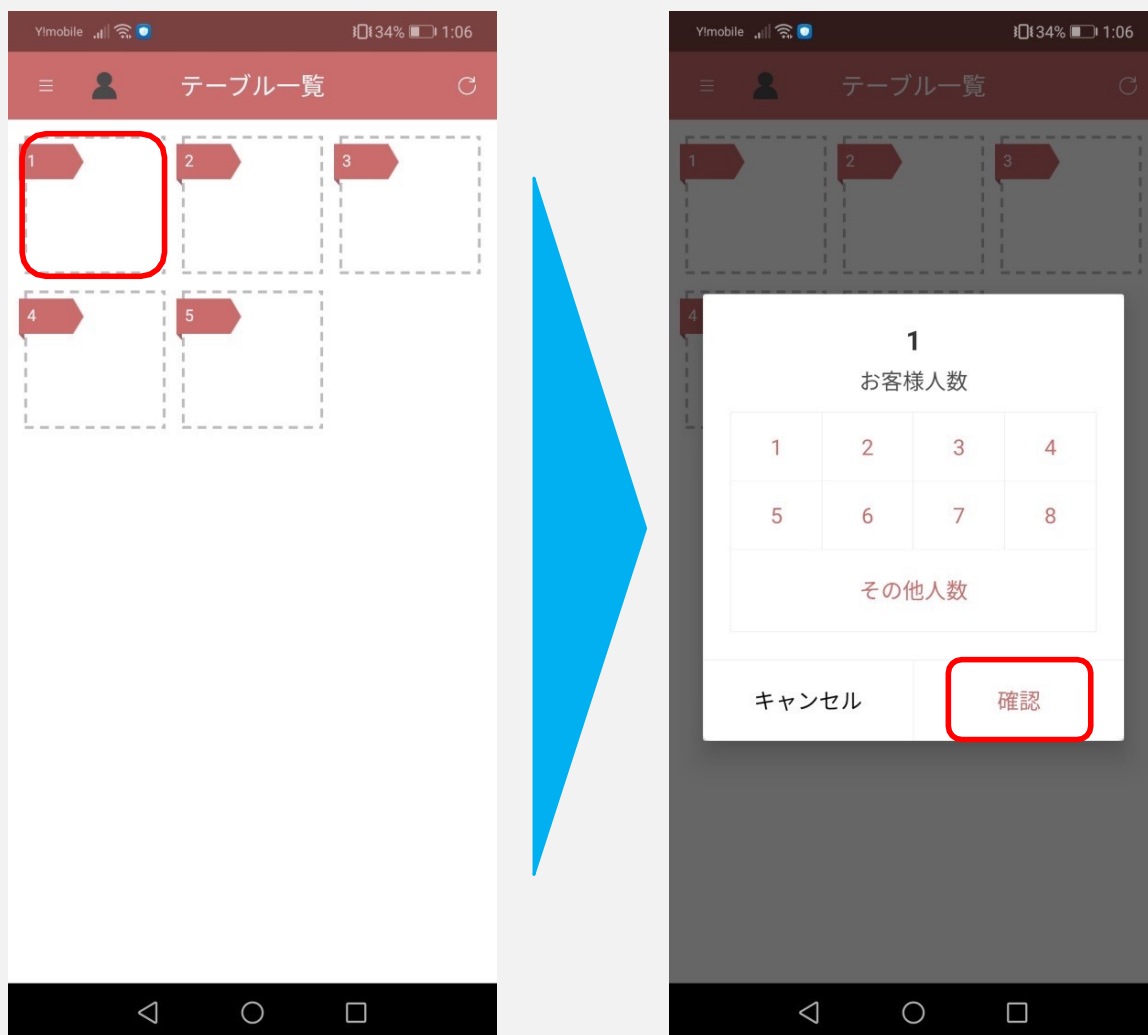 Y!mobile 34% 1:06
テーブル一覧
1 2 3
4 5
Y!mobile 34% 1:06
テーブル一覧
1 2 3
4
1
お客様人数
1 2 3 4
5 6 7 8
その他人数
キャンセル 確認